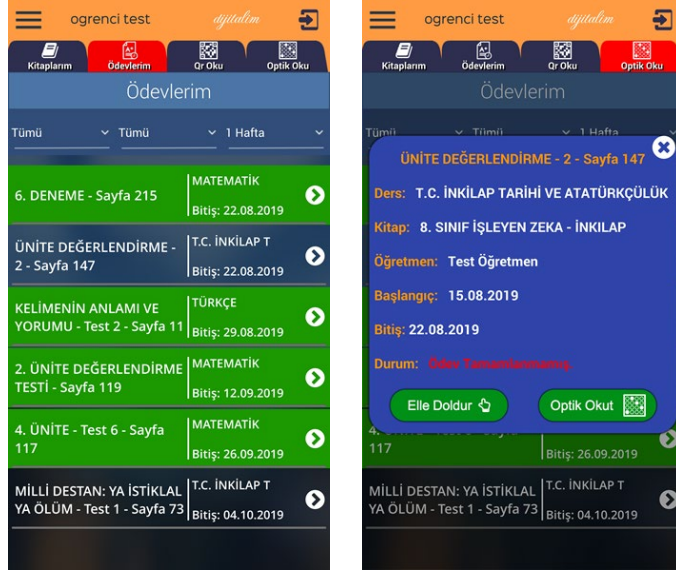 ogrenci test
dijitalim
Kitaplarım
Ödevlerim
Qr Oku
Optik Oku
Ödevlerim
Tümü
Tümü
1 Hafta
6. DENEME - Sayfa 215
MATEMATİK
Bitiş: 22.08.2019
ÜNİTE DEĞERLENDİRME -
2 - Sayfa 147
T.C. İNKİLAP T
Bitiş: 22.08.2019
KELİMENİN ANLAMI VE
YORUMU - Test 2 - Sayfa 11
TÜRKÇE
Bitiş: 29.08.2019
2. ÜNİTE DEĞERLENDİRME
TESTİ - Sayfa 119
MATEMATİK
Bitiş: 12.09.2019
4. ÜNİTE - Test 6 - Sayfa
117
MATEMATİK
Bitiş: 26.09.2019
MİLLİ DESTAN: YA İSTİKLAL
YA ÖLÜM - Test 1 - Sayfa 73
T.C. İNKİLAP T
Bitiş: 04.10.2019
ogrenci test
dijitalim
Kitaplarım
Ödevlerim
Qr Oku
Optik Oku
Ödevlerim
Tümü
Tümü
1 Hafta
ÜNİTE DEĞERLENDİRME - 2 - Sayfa 147
Ders: T.C. İNKİLAP TARİHİ VE ATATÜRKÇÜLÜK
Kitap: 8. SINIF İŞLEYEN ZEKA - İNKILAP
Öğretmen: Test Öğretmen
Başlangıç: 15.08.2019
Bitiş: 22.08.2019
Durum: Ödev Tamamlanmamış.
Elle Doldur
Optik Okut
117
Bitiş: 26.09.2019
MİLLİ DESTAN: YA İSTİKLAL
YA ÖLÜM - Test 1 - Sayfa 73
T.C. İNKİLAP T
Bitiş: 04.10.2019